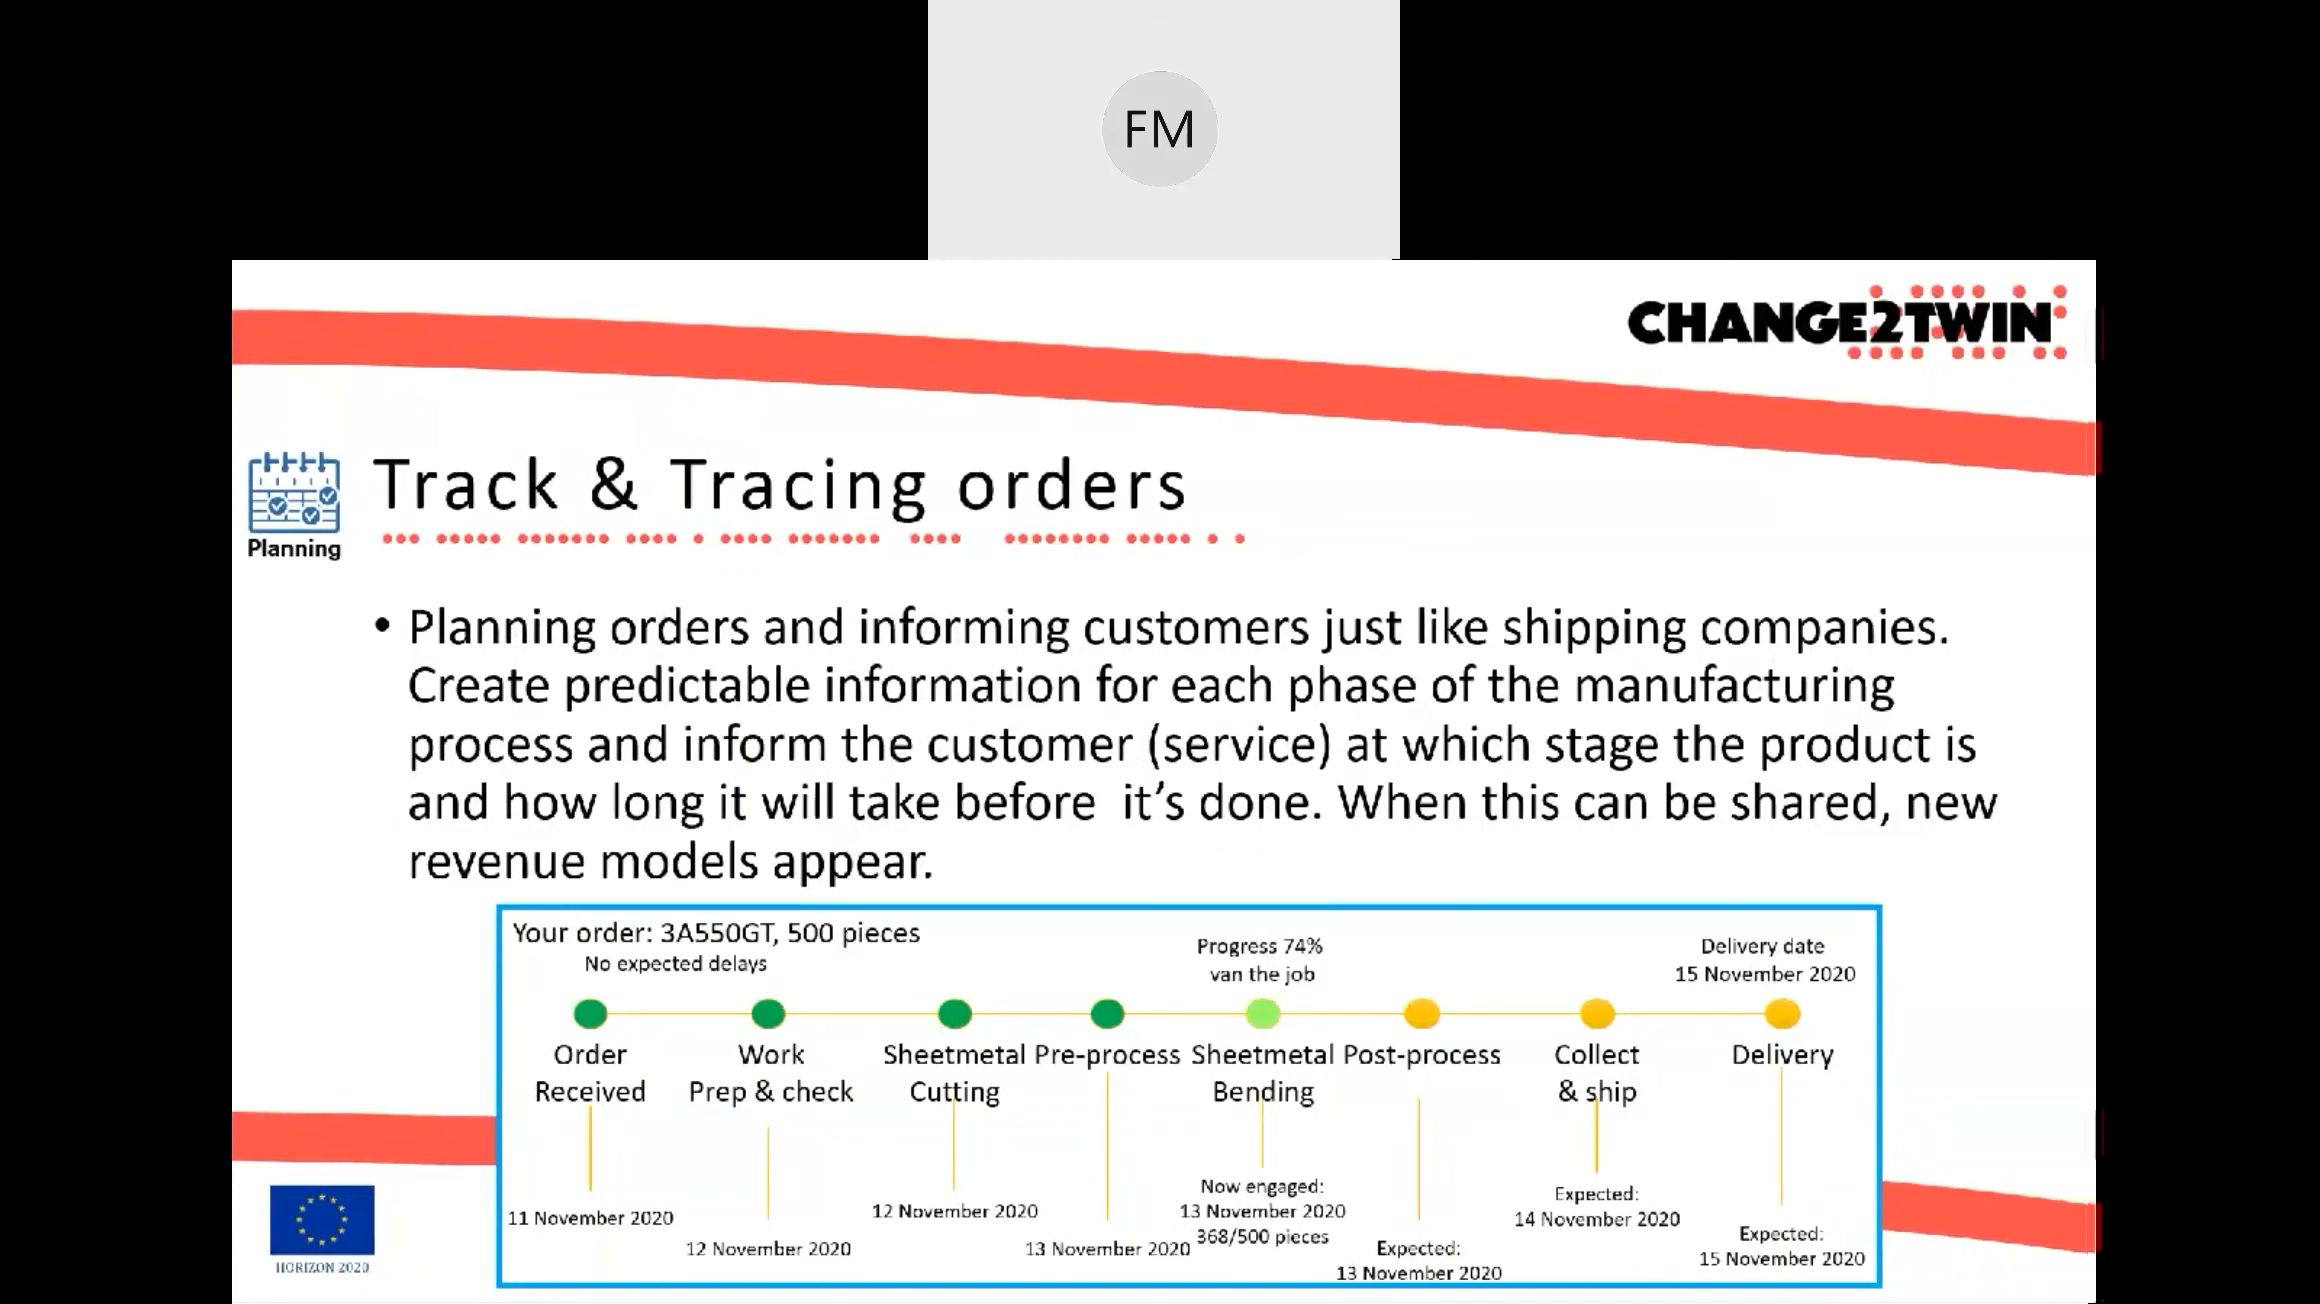 FM
CHANGE2TWIN
Track & Tracing orders
Planning
• Planning orders and informing customers just like shipping companies.
Create predictable information for each phase of the manufacturing
process and inform the customer (service) at which stage the product is
and how long it will take before  it’s done. When this can be shared, new
revenue models appear.
Your order: 3A550GT, 500 pieces
No expected delays
Progress 74%
van the job
Delivery date
15 November 2020
Order
Received
11 November 2020
Work
Prep & check
12 November 2020
Sheetmetal
Cutting
12 November 2020
Pre-process
13 November 2020
Sheetmetal
Bending
Now engaged:
13 November 2020
368/500 pieces
Post-process
Expected:
13 November 2020
Collect
& ship
Expected:
14 November 2020
Delivery
Expected:
15 November 2020
HORIZON 2020